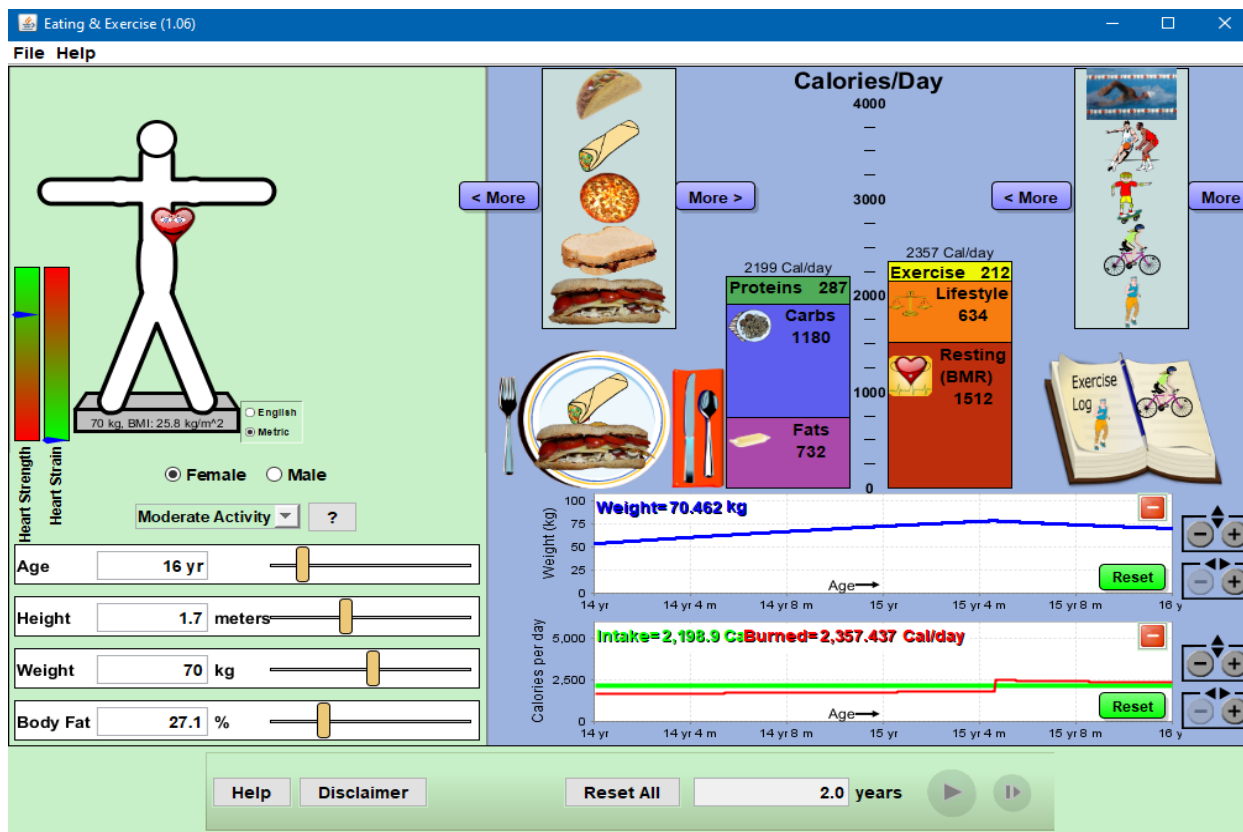 Eating & Exercise (1.06)
File Help
Calories/Day
4000
3000
2000
1000
0
< More
More >
< More
More
2199 Cal/day
Proteins 287
Carbs
1180
Fats
732
2357 Cal/day
Exercise 212
Lifestyle
634
Resting
(BMR)
1512
Exercise
Log
70 kg, BMI: 25.8 kg/m^2
English
Metric
Heart Strength
Heart Strain
Female Male
Moderate Activity ?
Age 16 yr
Height 1.7 meters
Weight 70 kg
Body Fat 27.1 %
Weight (kg)
100
75
50
25
0
Weight= 70.462 kg
Age
Reset
14 yr 14 yr 4 m 14 yr 8 m 15 yr 15 yr 4 m 15 yr 8 m 16 y
Calories per day
5,000
2,500
0
Intake= 2,198.9 Ca Burned= 2,357.437 Cal/day
Age
Reset
14 yr 14 yr 4 m 14 yr 8 m 15 yr 15 yr 4 m 15 yr 8 m 16 y
Help Disclaimer Reset All 2.0 years